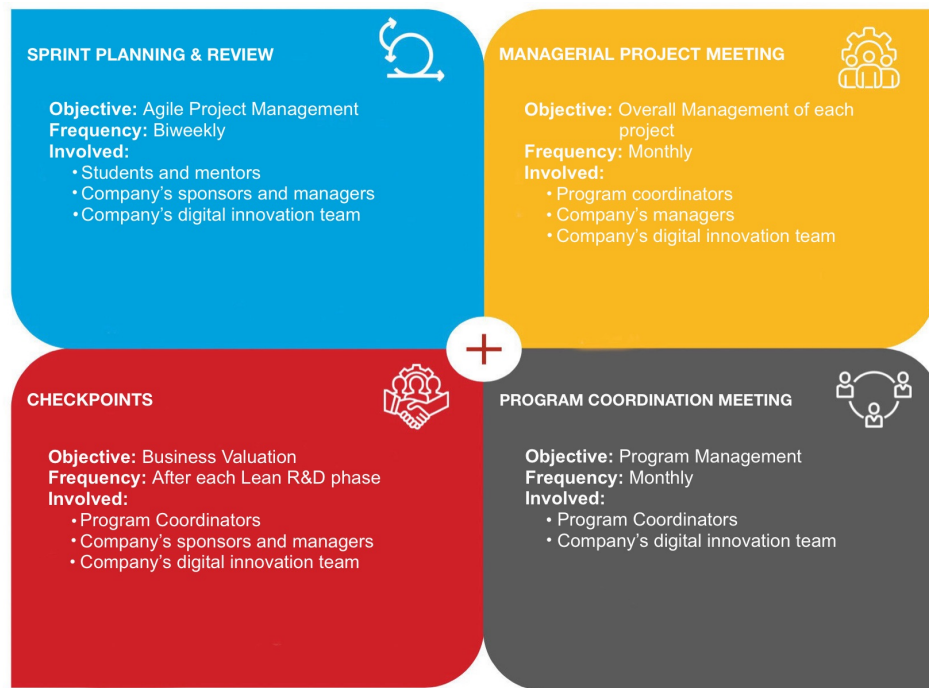 SPRINT PLANNING & REVIEW
Objective: Agile Project Management
Frequency: Biweekly
Involved:
• Students and mentors
• Company’s sponsors and managers
• Company’s digital innovation team
MANAGERIAL PROJECT MEETING
Objective: Overall Management of each
project
Frequency: Monthly
Involved:
• Program coordinators
• Company’s managers
• Company’s digital innovation team
CHECKPOINTS
Objective: Business Valuation
Frequency: After each Lean R&D phase
Involved:
• Program Coordinators
• Company’s sponsors and managers
• Company’s digital innovation team
PROGRAM COORDINATION MEETING
Objective: Program Management
Frequency: Monthly
Involved:
• Program Coordinators
• Company’s digital innovation team